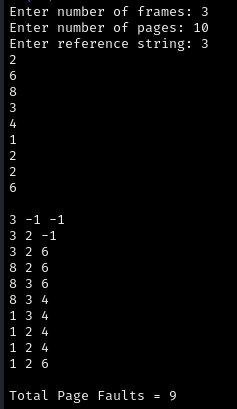 Enter number of frames: 3
Enter number of pages: 10
Enter reference string: 3
2
6
8
3
4
1
2
2
6

3 -1 -1
3 2 -1
3 2 6
8 2 6
8 3 6
8 3 4
1 3 4
1 2 4
1 2 4
1 2 6

Total Page Faults = 9